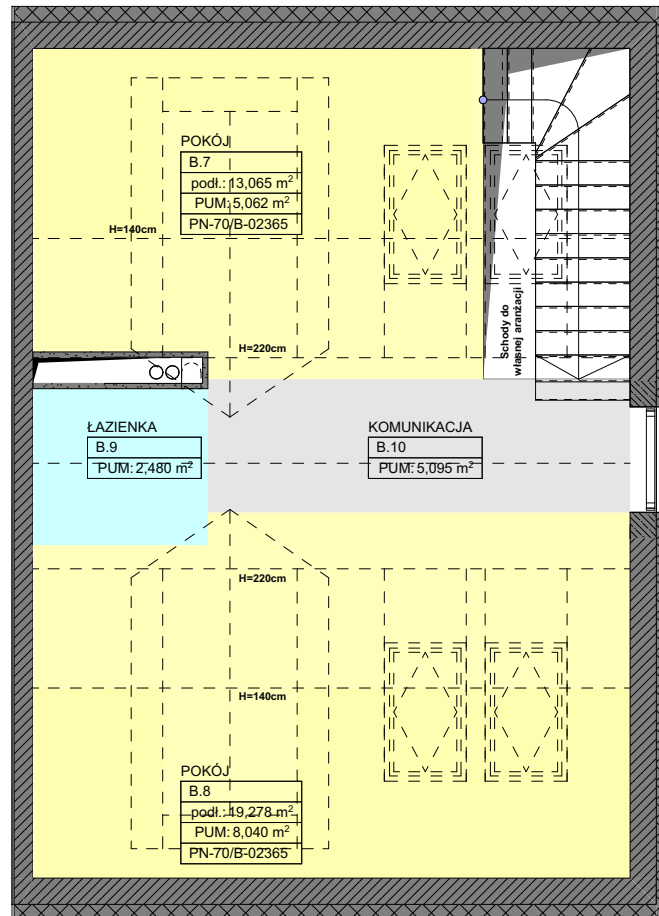 POKÓJ
B.7
podł.: 13,065 m²
PUM: 5,062 m²
PN-70/B-02365
H=140cm
H=220cm
Schody do
własnej aranżacji
ŁAZIENKA
B.9
PUM: 2,480 m²
KOMUNIKACJA
B.10
PUM: 5,095 m²
H=220cm
H=140cm
POKÓJ
B.8
podł.: 19,278 m²
PUM: 8,040 m²
PN-70/B-02365